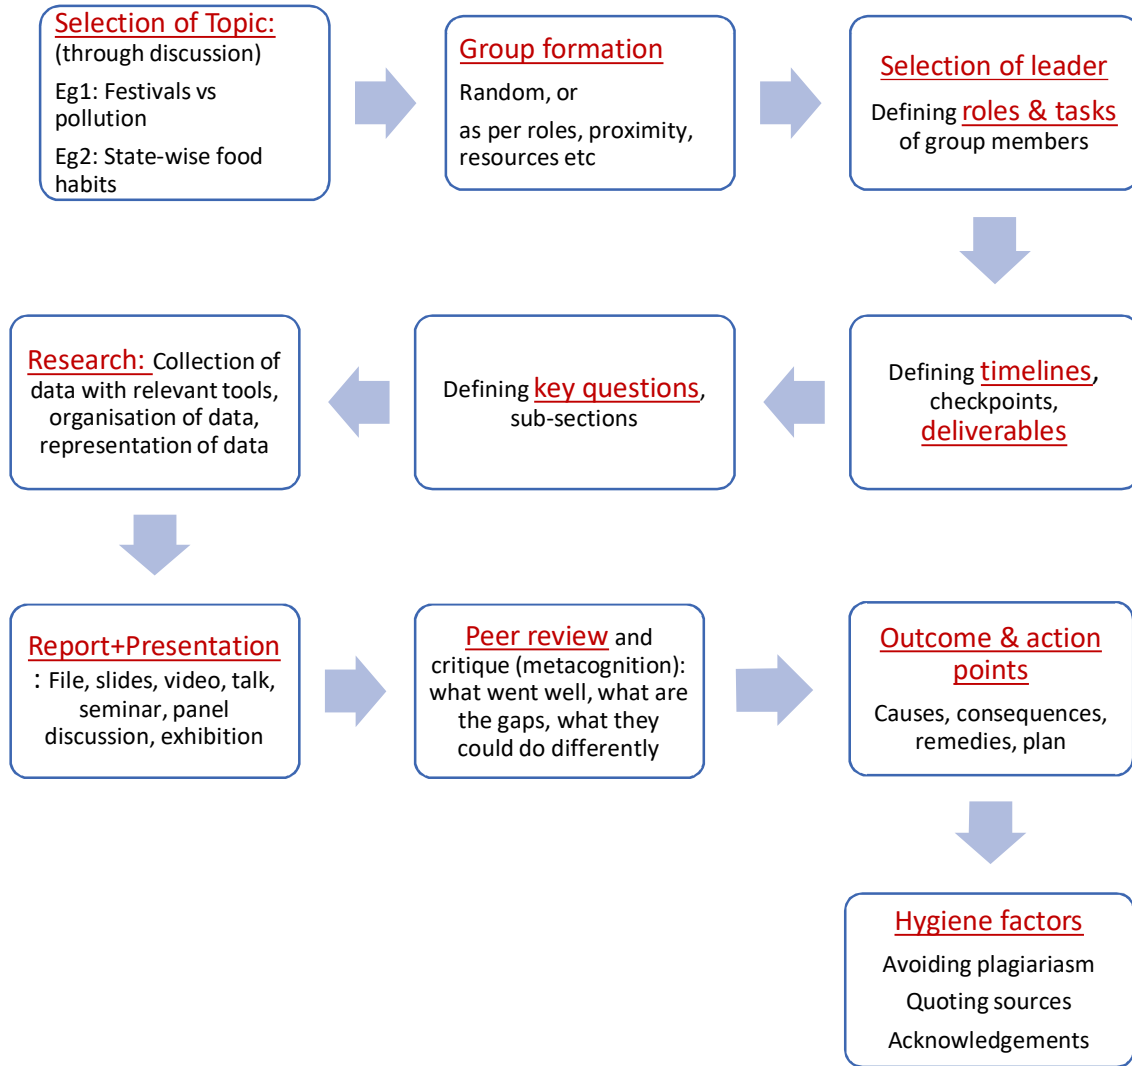 Selection of Topic:
(through discussion)
Eg1: Festivals vs
pollution
Eg2: State-wise food
habits
Group formation
Random, or
as per roles, proximity,
resources etc
Selection of leader
Defining roles & tasks
of group members
Defining timelines,
checkpoints,
deliverables
Defining key questions,
sub-sections
Research: Collection of
data with relevant tools,
organisation of data,
representation of data
Report+Presentation
: File, slides, video, talk,
seminar, panel
discussion, exhibition
Peer review and
critique (metacognition):
what went well, what are
the gaps, what they
could do differently
Outcome & action
points
Causes, consequences,
remedies, plan
Hygiene factors
Avoiding plagiariasm
Quoting sources
Acknowledgements